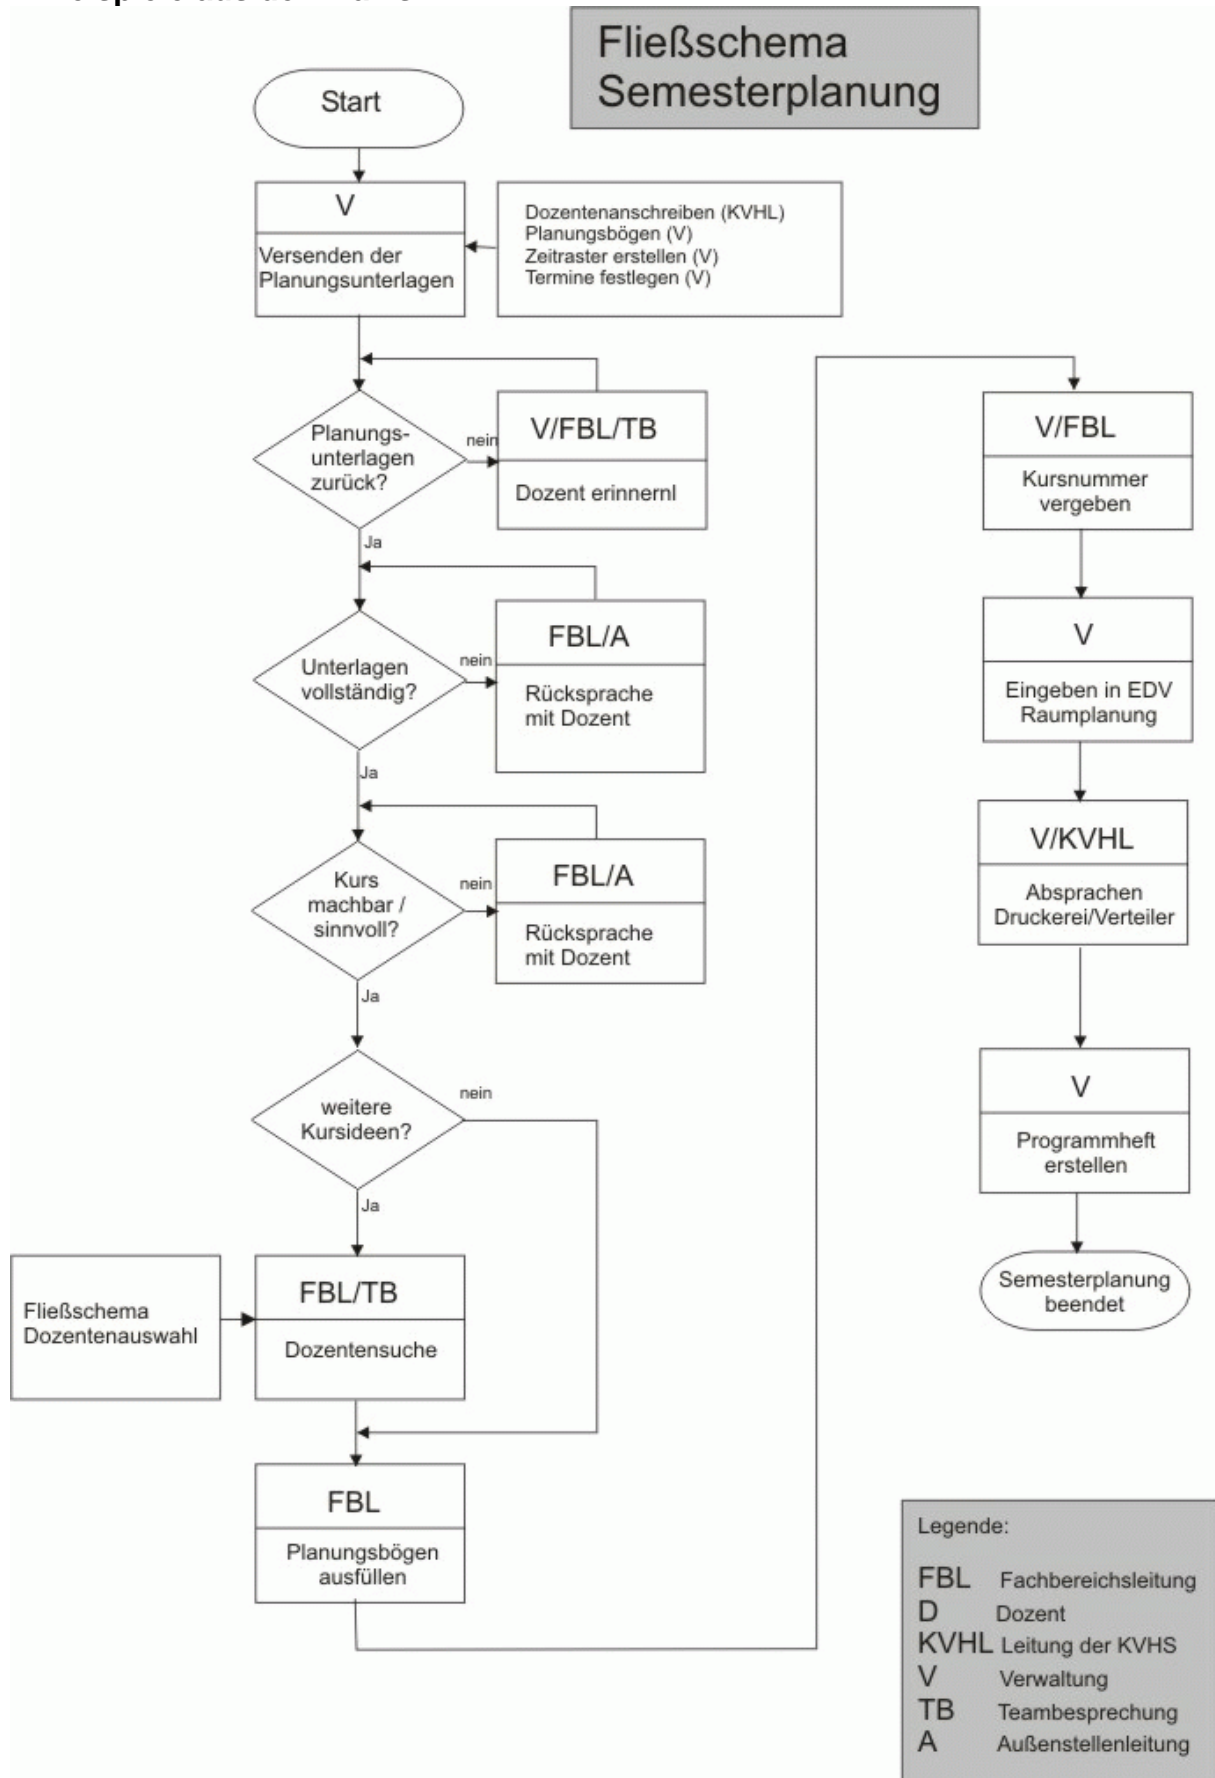 Fließschema
Semesterplanung
Start
V
Versenden der
Planungsunterlagen
Dozentenanschreiben (KVHL)
Planungsbögen (V)
Zeitraster erstellen (V)
Termine festlegen (V)
Planungs-
unterlagen
zurück?
nein
V/FBL/TB
Dozent erinnernl
Ja
Unterlagen
vollständig?
nein
FBL/A
Rücksprache
mit Dozent
Ja
Kurs
machbar /
sinnvoll?
nein
FBL/A
Rücksprache
mit Dozent
Ja
weitere
Kursideen?
nein
Ja
Fließschema
Dozentenauswahl
FBL/TB
Dozentensuche
FBL
Planungsbögen
ausfüllen
V/FBL
Kursnummer
vergeben
V
Eingeben in EDV
Raumplanung
V/KVHL
Absprachen
Druckerei/Verteiler
V
Programmheft
erstellen
Semesterplanung
beendet
Legende:
FBL Fachbereichsleitung
D Dozent
KVHL Leitung der KVHS
V Verwaltung
TB Teambesprechung
A Außenstellenleitung